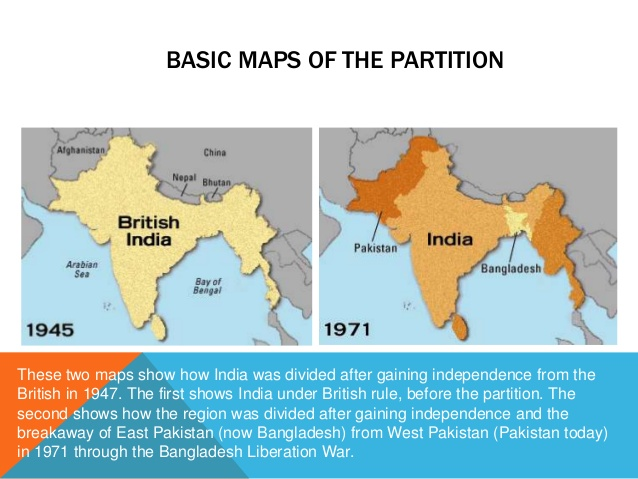 BASIC MAPS OF THE PARTITION
Afghanistan
China
Nepal
Bhutan
British
India
Arabian
Sea
Bay of
Bengal
1945
Pakistan
India
Bangladesh
1971
These two maps show how India was divided after gaining independence from the
British in 1947. The first shows India under British rule, before the partition. The
second shows how the region was divided after gaining independence and the
breakaway of East Pakistan (now Bangladesh) from West Pakistan (Pakistan today)
in 1971 through the Bangladesh Liberation War.